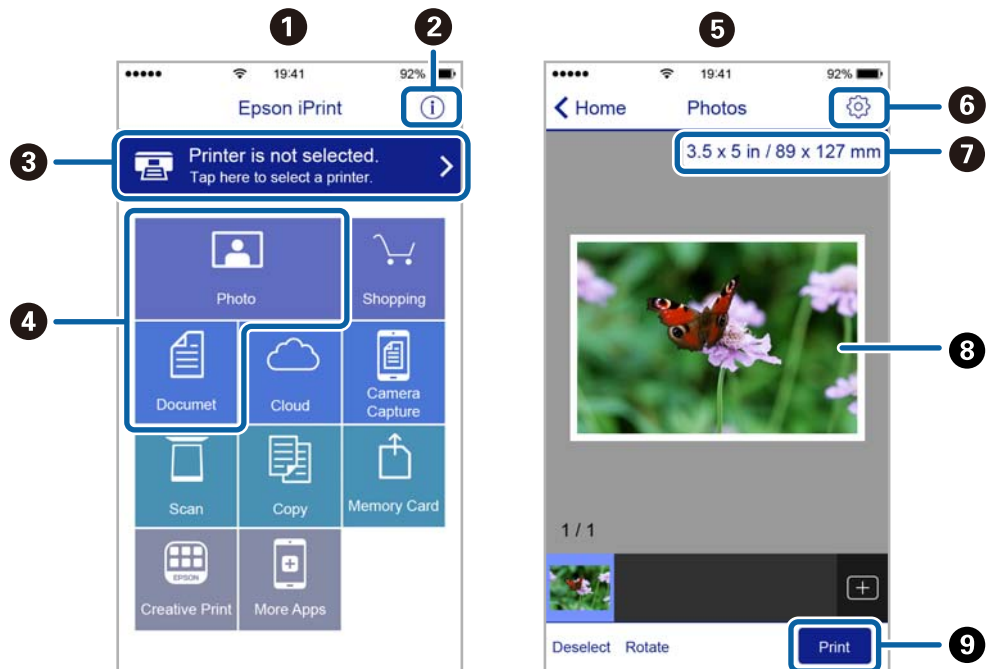 1
2
19:41
92%
Epson iPrint
i
3
Printer is not selected.
Tap here to select a printer.
4
Photo
Shopping
Documet
Cloud
Camera
Capture
Scan
Copy
Memory Card
EPSON
Creative Print
More Apps
5
19:41
92%
Home
Photos
6
3.5 x 5 in / 89 x 127 mm
7
8
1 / 1
Deselect
Rotate
Print
9